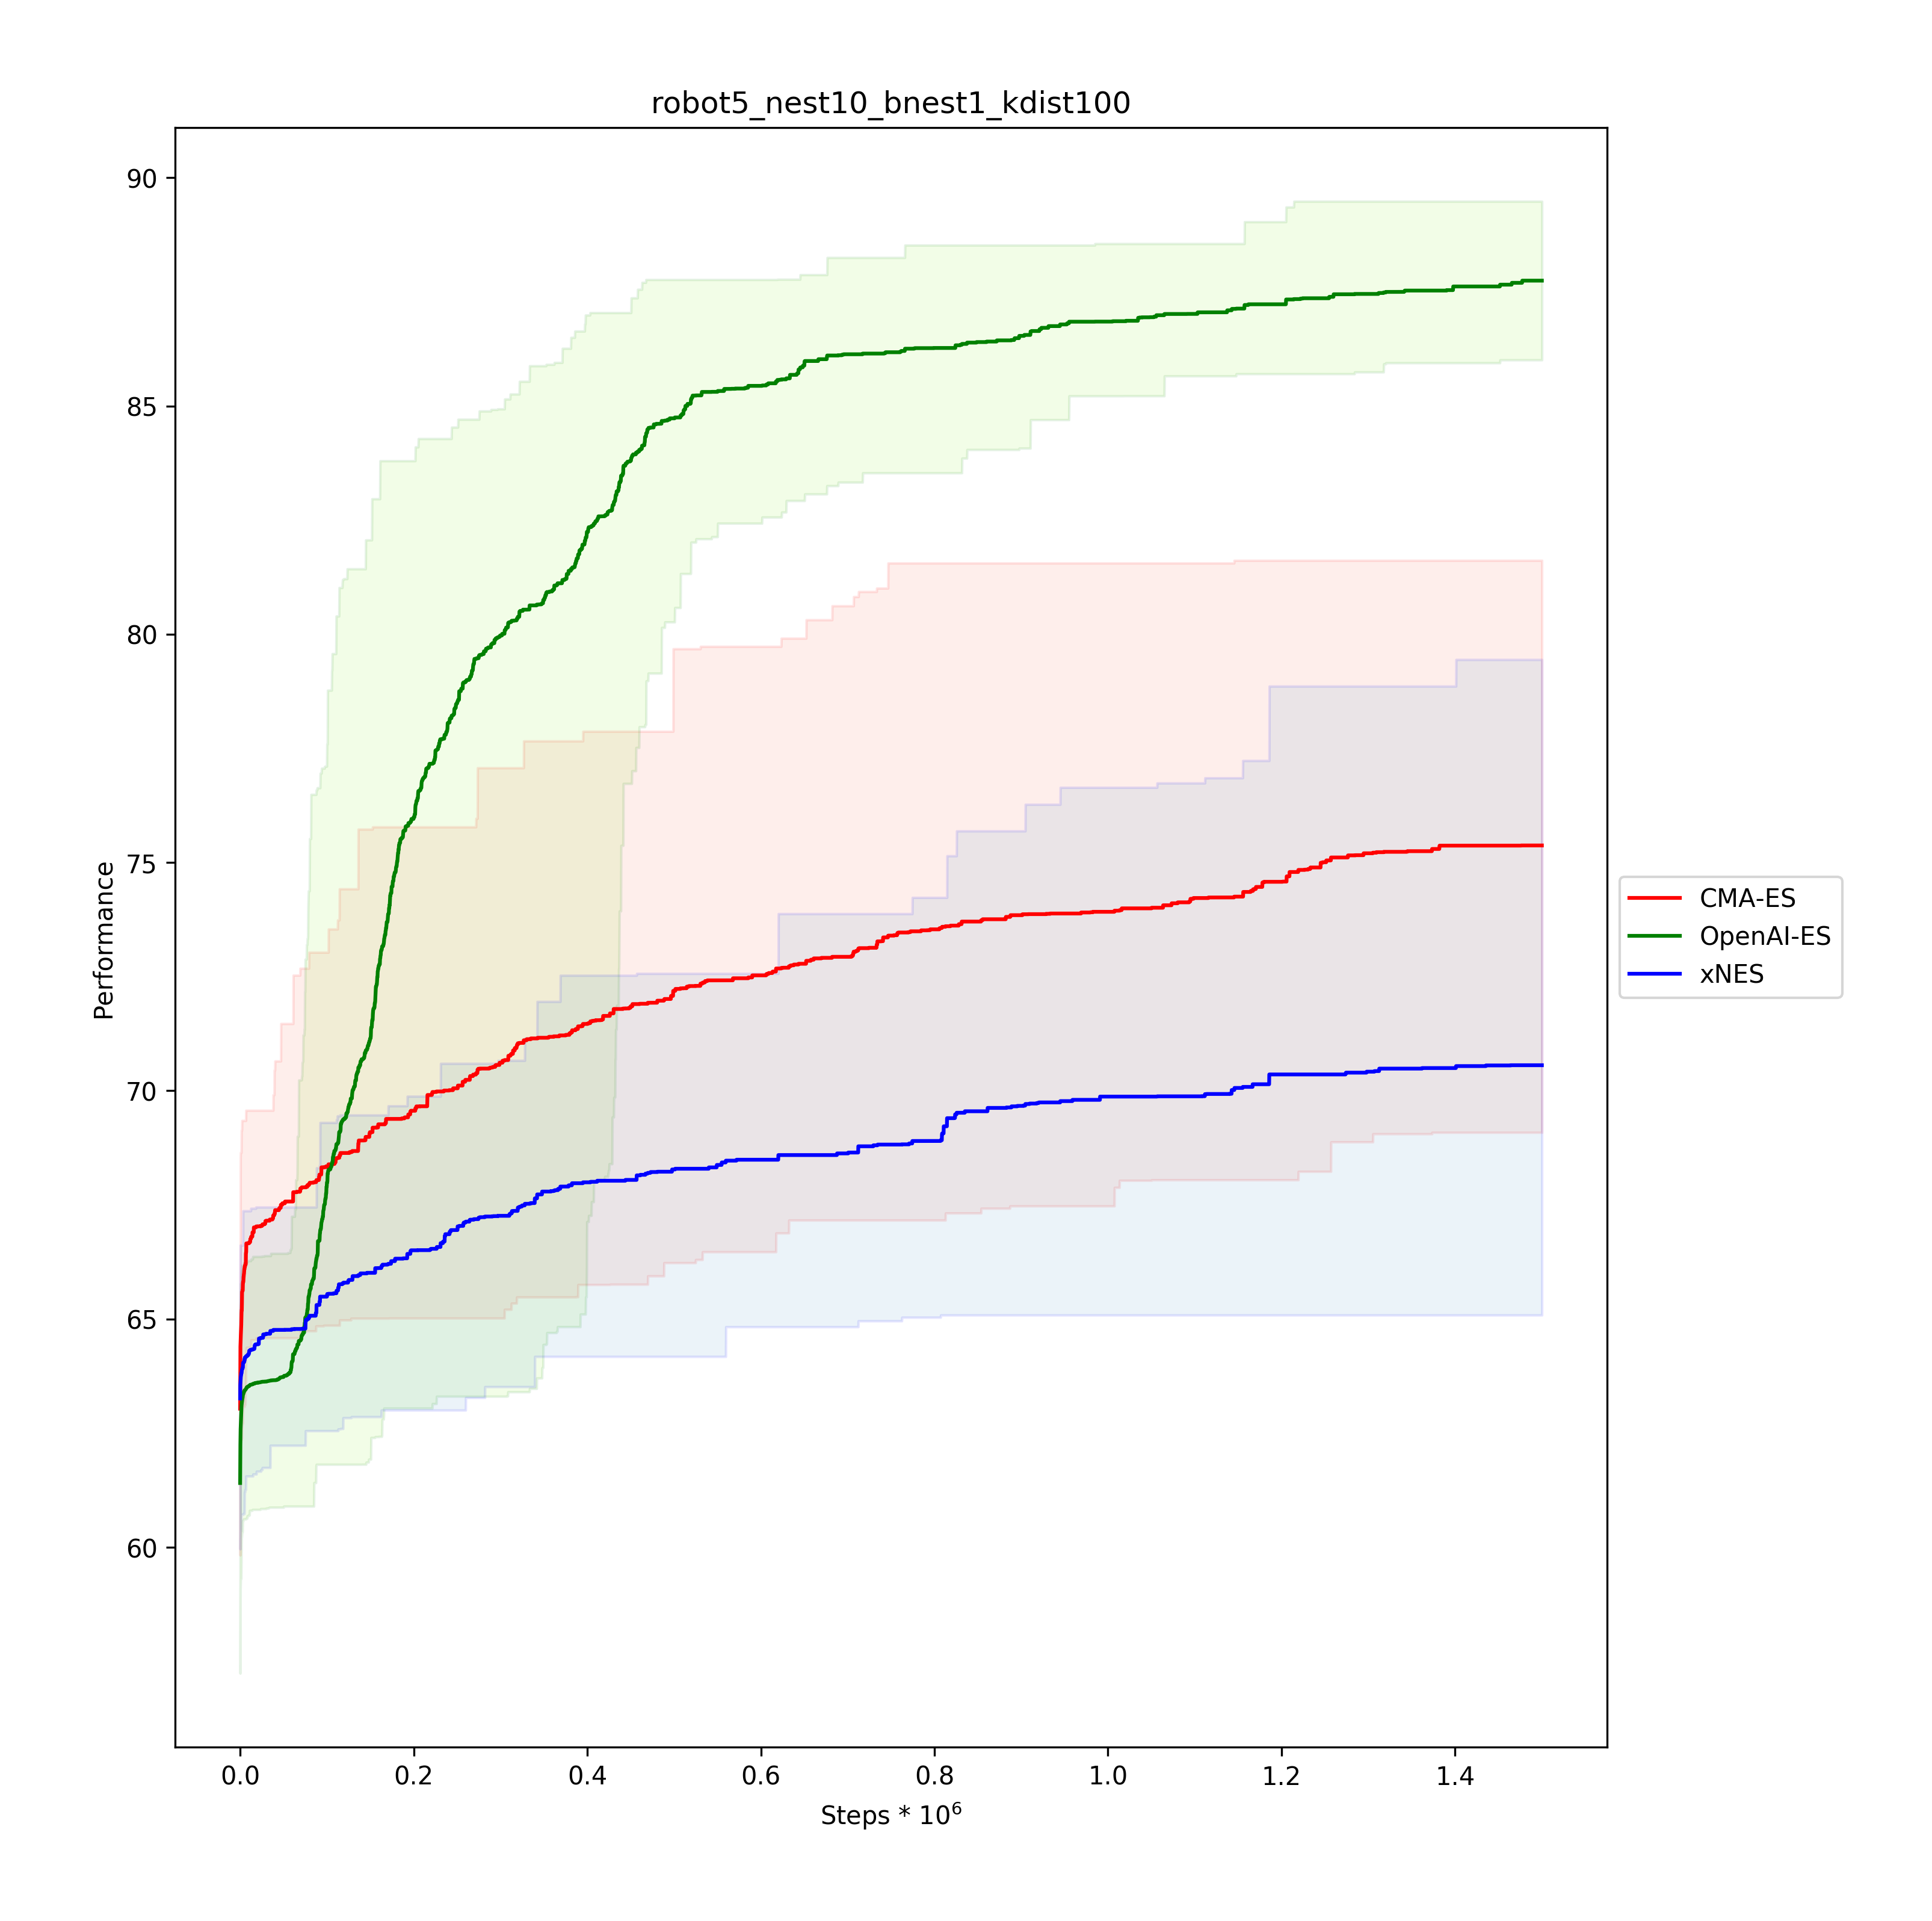 robot5_nest10_bnest1_kdist100
Performance
90
85
80
75
70
65
60
0.0 0.2 0.4 0.6 0.8 1.0 1.2 1.4
Steps * 10⁶
CMA-ES
OpenAI-ES
xNES